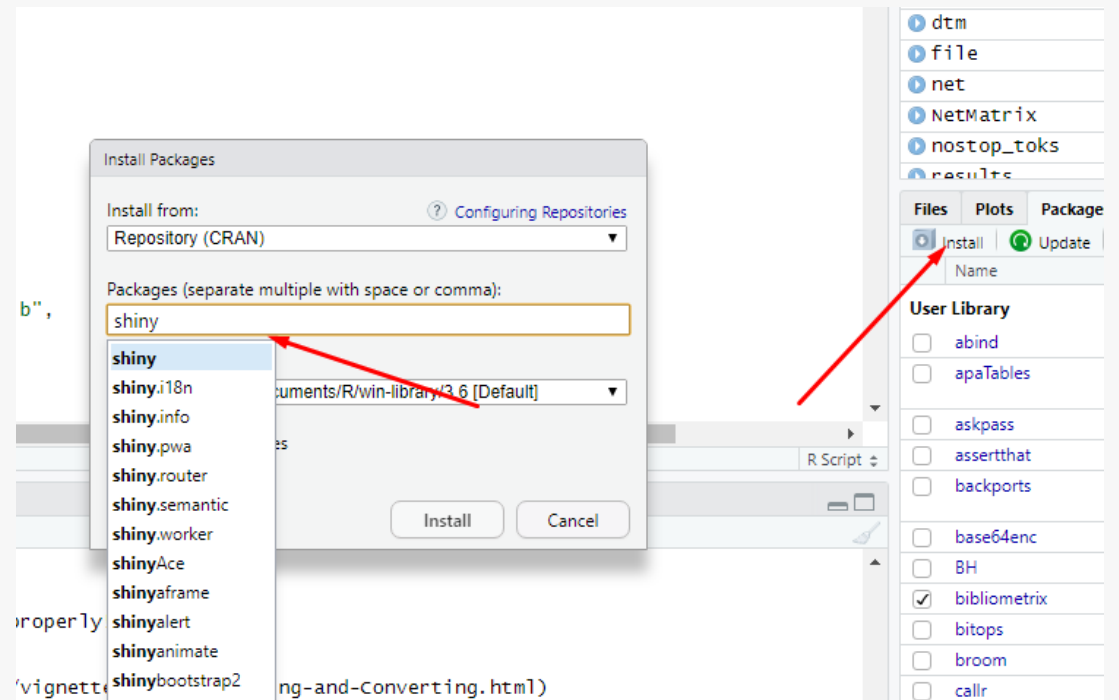 dtm
file
net
NetMatrix
nostop_toks
results
Install Packages
Install from:
? Configuring Repositories
Repository (CRAN)
Packages (separate multiple with space or comma):
shiny
shiny
shiny.i18n
shiny.info
shiny.pwa
shiny.router
shiny.semantic
shiny.worker
shinyAce
shinyaframe
shinyalert
shinyanimate
shinybootstrap2
cuments/R/win-library/3.6 [Default]
es
Install
Cancel
b",
R Script
properly
/vignette
ng-and-Converting.html)
Files
Plots
Package
Install
Update
Name
User Library
abind
apaTables
askpass
assertthat
backports
base64enc
BH
bibliometrix
bitops
broom
callr